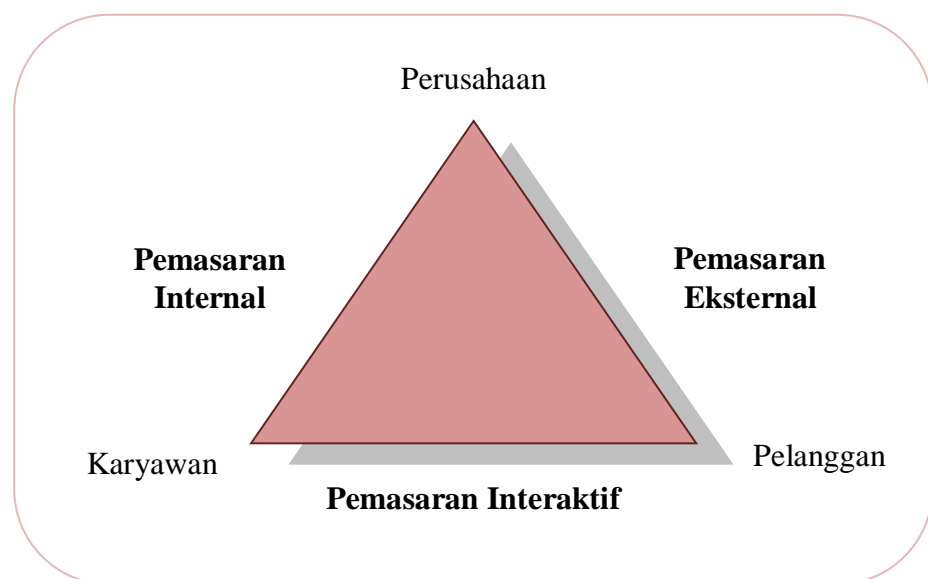 Perusahaan
Pemasaran
Internal
Pemasaran
Eksternal
Karyawan
Pelanggan
Pemasaran Interaktif